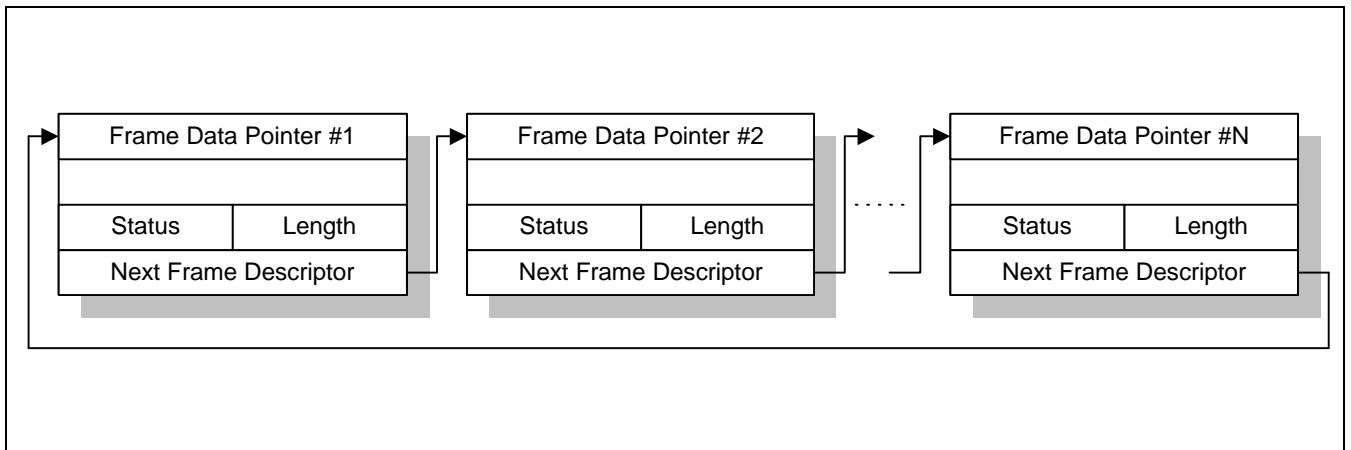 Frame Data Pointer #1
Status Length
Next Frame Descriptor
Frame Data Pointer #2
Status Length
Next Frame Descriptor
.....
Frame Data Pointer #N
Status Length
Next Frame Descriptor